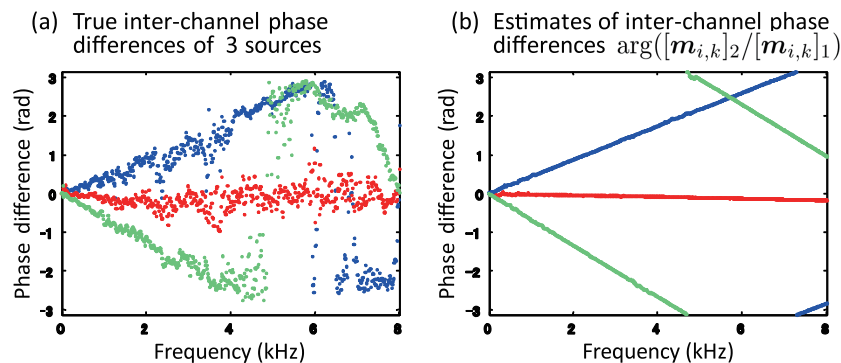 (a) True inter-channel phase
differences of 3 sources
3
2
1
0
-1
-2
-3
Phase difference (rad)
0 2 4 6 8
Frequency (kHz)
(b) Estimates of inter-channel phase
differences arg([m_{i,k}]_2/[m_{i,k}]_1)
3
2
1
0
-1
-2
-3
Phase difference (rad)
0 2 4 6 8
Frequency (kHz)